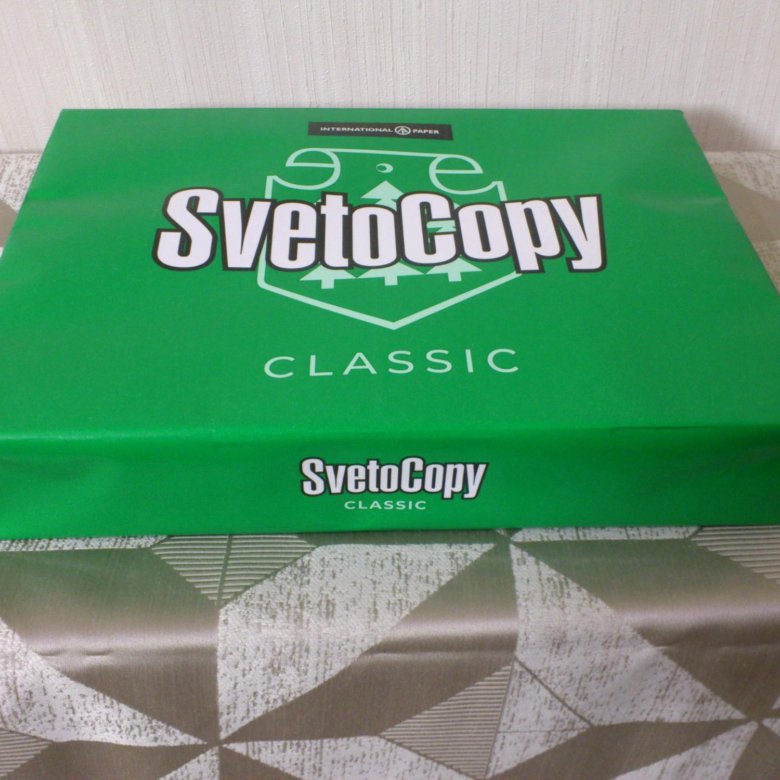 INTERNATIONAL PAPER
SvetoCopy
CLASSIC
SvetoCopy
CLASSIC